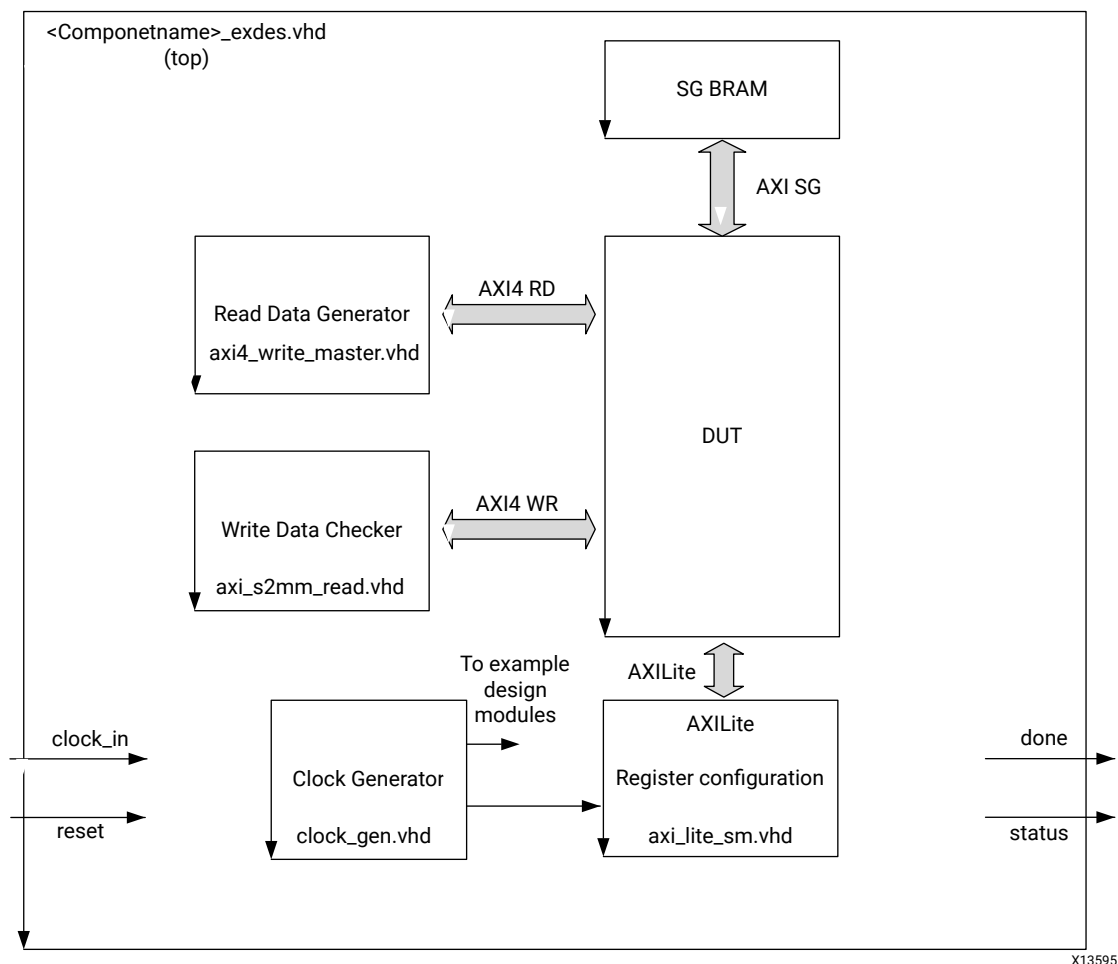 <Componetname>_exdes.vhd
(top)
SG BRAM
AXI SG
AXI4 RD
Read Data Generator
axi4_write_master.vhd
DUT
AXI4 WR
Write Data Checker
axi_s2mm_read.vhd
To example
design
modules
AXILite
clock_in
reset
Clock Generator
clock_gen.vhd
AXILite
Register configuration
axi_lite_sm.vhd
done
status
X13595